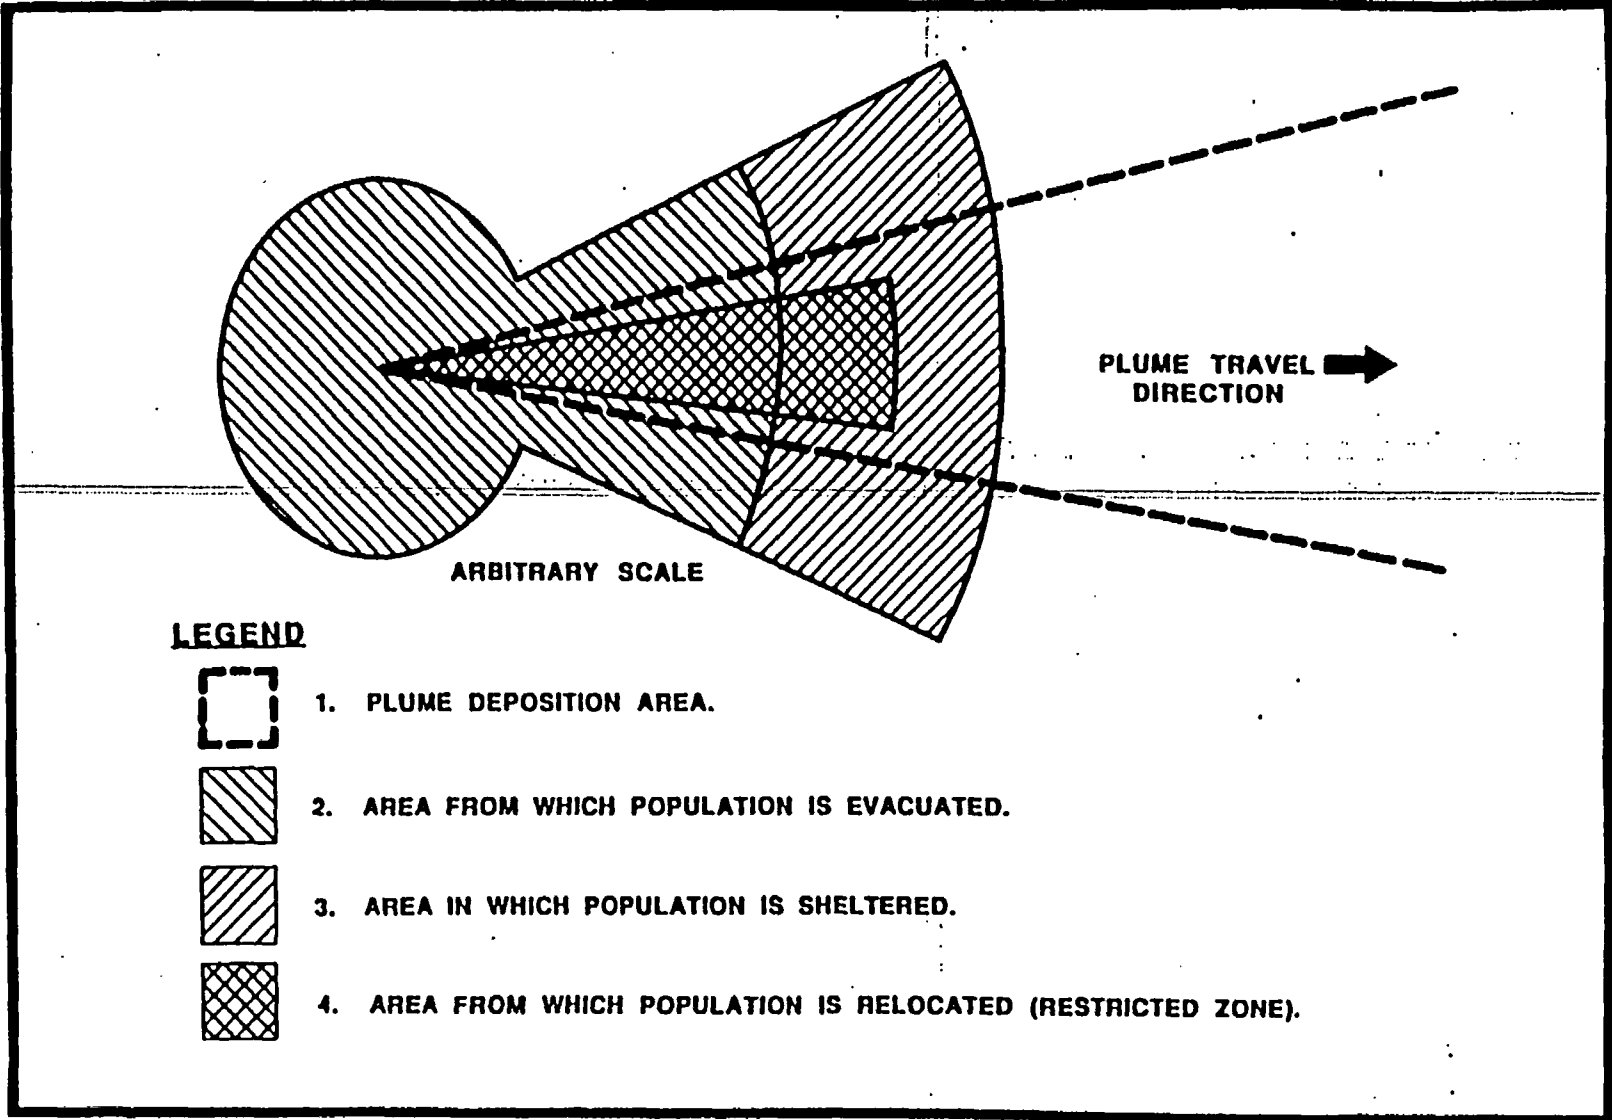 PLUME TRAVEL
DIRECTION
ARBITRARY SCALE
LEGEND
1. PLUME DEPOSITION AREA.
2. AREA FROM WHICH POPULATION IS EVACUATED.
3. AREA IN WHICH POPULATION IS SHELTERED.
4. AREA FROM WHICH POPULATION IS RELOCATED (RESTRICTED ZONE).